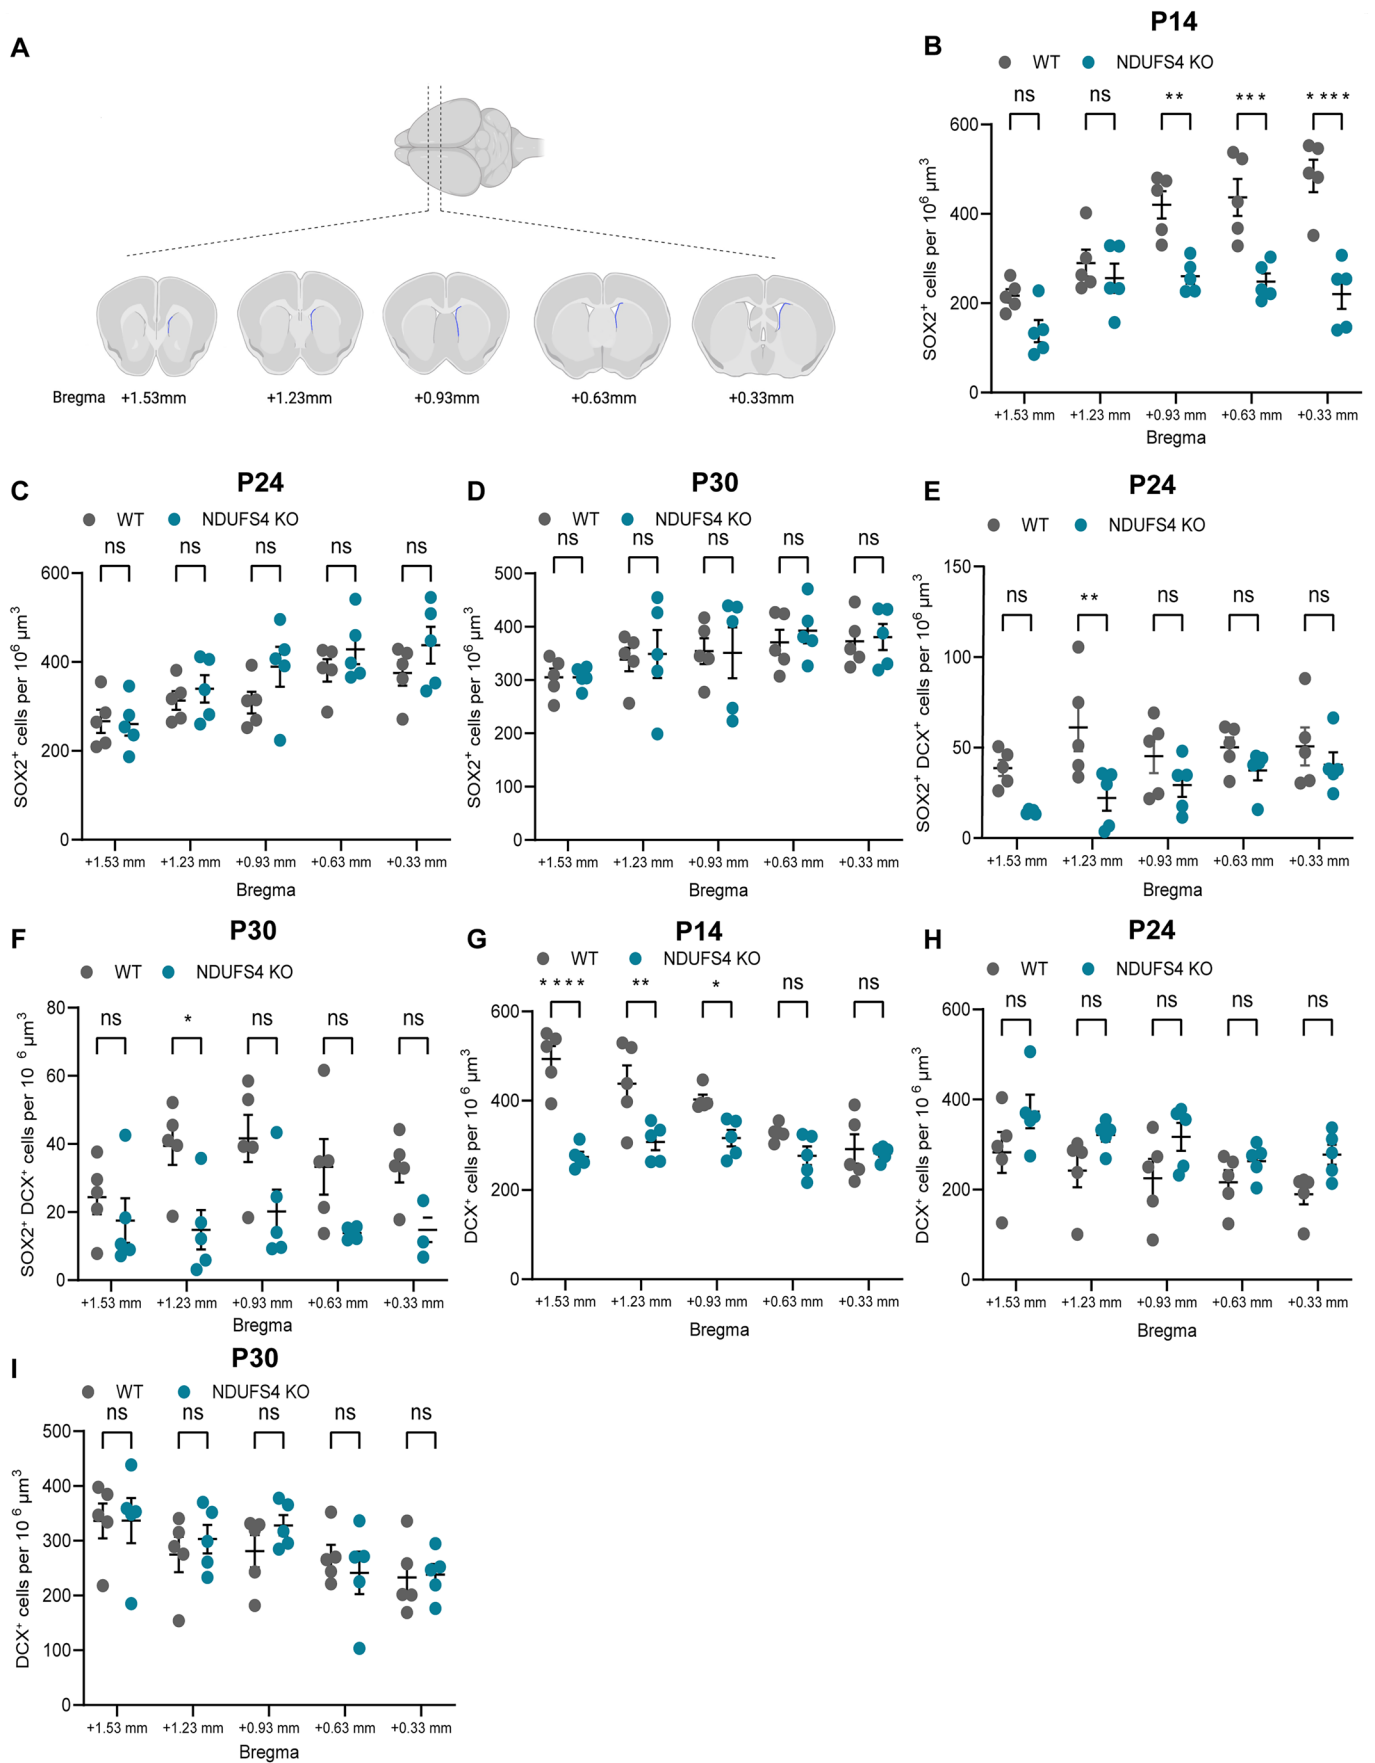 A
Bregma +1.53mm +1.23mm +0.93mm +0.63mm +0.33mm
P14
B
WT NDUFS4 KO
ns ns ** *** * ***
SOX2+ cells per 10^6 µm^3
600
400
200
0
+1.53 mm +1.23 mm +0.93 mm +0.63 mm +0.33 mm
Bregma
P24
C
WT NDUFS4 KO
ns ns ns ns ns
SOX2+ cells per 10^6 µm^3
600
400
200
0
+1.53 mm +1.23 mm +0.93 mm +0.63 mm +0.33 mm
Bregma
P30
D
WT NDUFS4 KO
ns ns ns ns ns
SOX2+ cells per 10^6 µm^3
500
400
300
200
100
0
+1.53 mm +1.23 mm +0.93 mm +0.63 mm +0.33 mm
Bregma
P24
E
WT NDUFS4 KO
ns ** ns ns ns
SOX2+ DCX+ cells per 10^6 µm^3
150
100
50
0
+1.53 mm +1.23 mm +0.93 mm +0.63 mm +0.33 mm
Bregma
P30
F
WT NDUFS4 KO
ns * ns ns ns
SOX2+ DCX+ cells per 10 ^6 µm^3
80
60
40
20
0
+1.53 mm +1.23 mm +0.93 mm +0.63 mm +0.33 mm
Bregma
P14
G
WT NDUFS4 KO
* *** ** * ns ns
DCX+ cells per 10 ^6 µm^3
600
400
200
0
+1.53 mm +1.23 mm +0.93 mm +0.63 mm +0.33 mm
Bregma
P24
H
WT NDUFS4 KO
ns ns ns ns ns
DCX+ cells per 10 ^6 µm^3
600
400
200
0
+1.53 mm +1.23 mm +0.93 mm +0.63 mm +0.33 mm
Bregma
P30
I
WT NDUFS4 KO
ns ns ns ns ns
DCX+ cells per 10 ^6 µm^3
500
400
300
200
100
0
+1.53 mm +1.23 mm +0.93 mm +0.63 mm +0.33 mm
Bregma